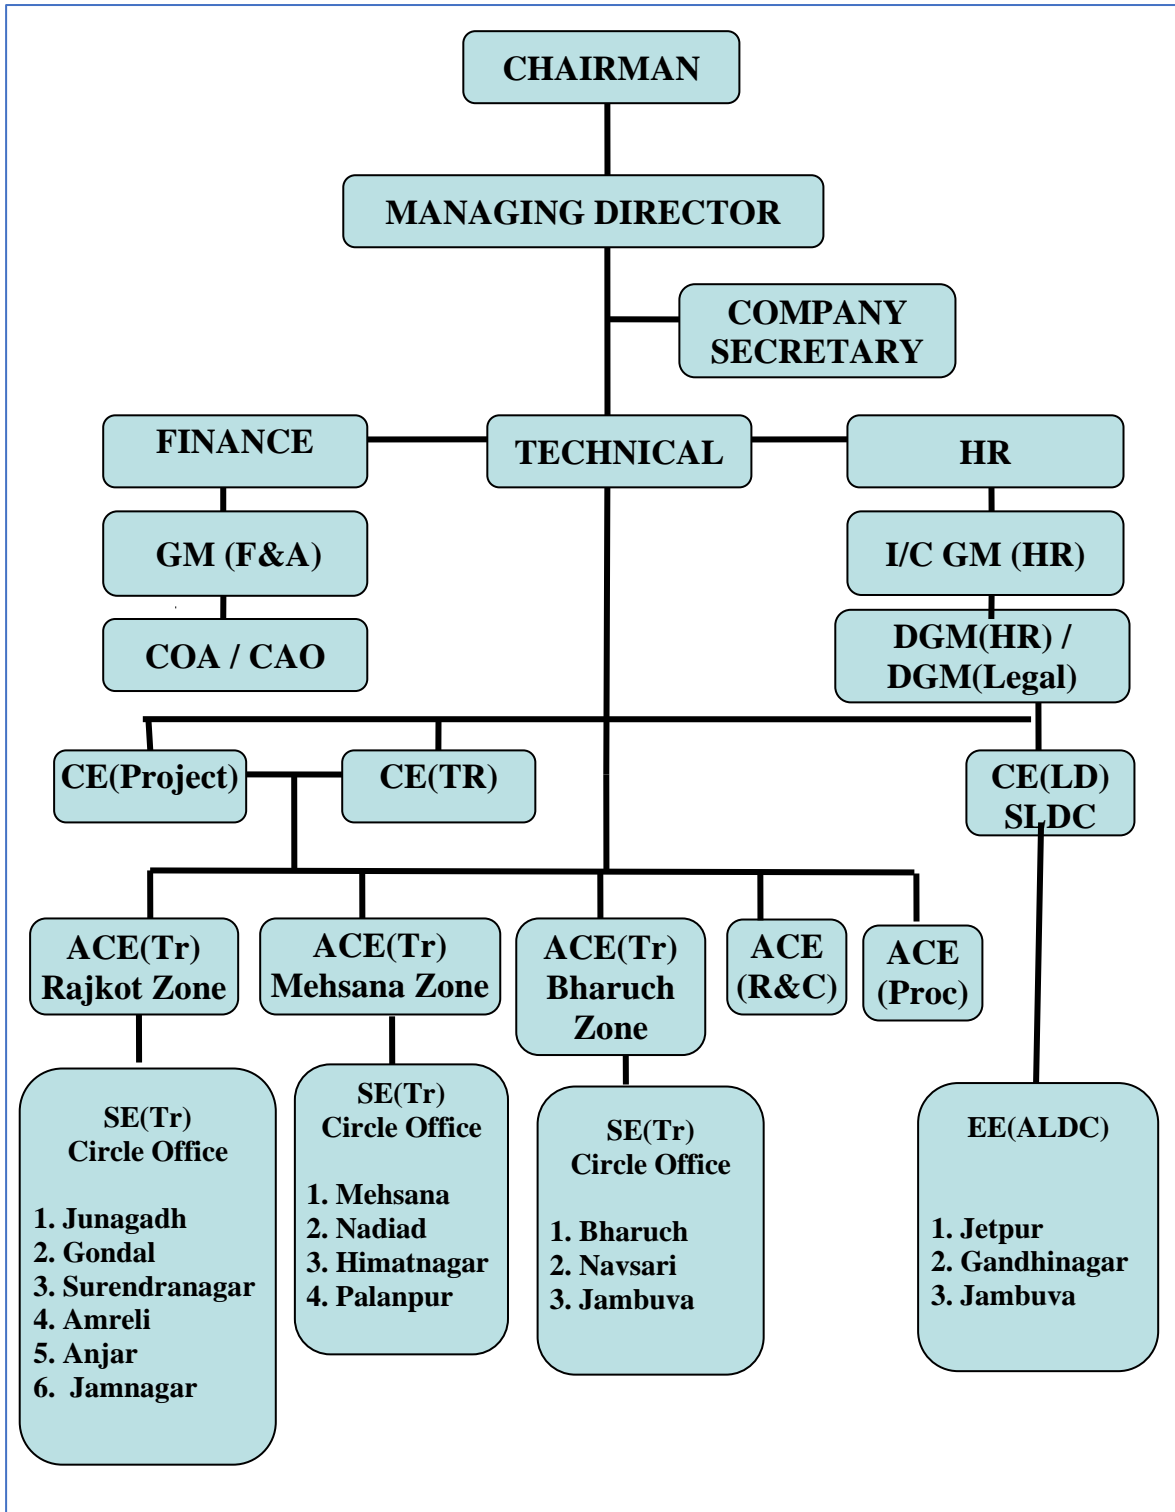 CHAIRMAN
MANAGING DIRECTOR
COMPANY
SECRETARY
FINANCE
TECHNICAL
HR
GM (F&A)
I/C GM (HR)
COA / CAO
DGM(HR) /
DGM(Legal)
CE(Project)
CE(TR)
CE(LD)
SLDC
ACE(Tr)
Rajkot Zone
ACE(Tr)
Mehsana Zone
ACE(Tr)
Bharuch
Zone
ACE
(R&C)
ACE
(Proc)
SE(Tr)
Circle Office
1. Junagadh
2. Gondal
3. Surendranagar
4. Amreli
5. Anjar
6. Jamnagar
SE(Tr)
Circle Office
1. Mehsana
2. Nadiad
3. Himatnagar
4. Palanpur
SE(Tr)
Circle Office
1. Bharuch
2. Navsari
3. Jambuva
EE(ALDC)
1. Jetpur
2. Gandhinagar
3. Jambuva